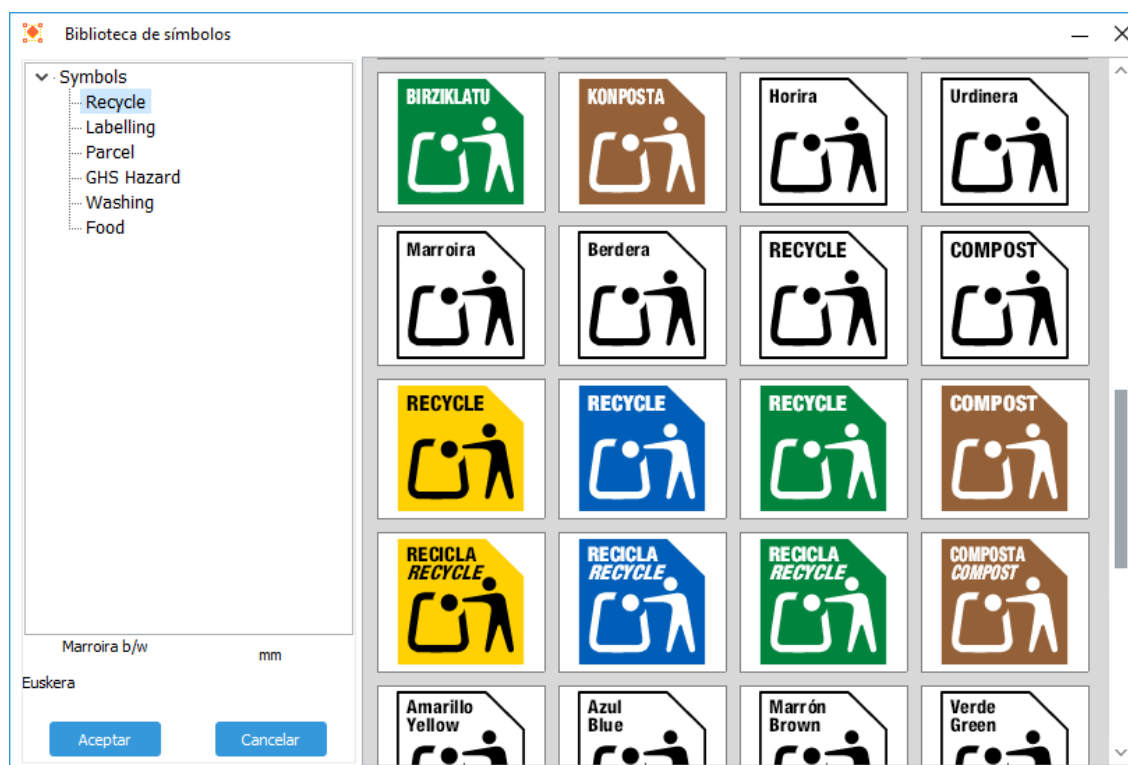 Biblioteca de símbolos
Symbols
Recycle
Labelling
Parcel
GHS Hazard
Washing
Food
Marroira b/w
mm
Euskera
Aceptar
Cancelar
BIRZIKLATU
KONPOSTA
Horira
Urdinera
Marroira
Berdera
RECYCLE
COMPOST
RECYCLE
RECYCLE
RECYCLE
COMPOST
RECICLA
RECYCLE
RECICLA
RECYCLE
RECICLA
RECYCLE
COMPOSTA
COMPOST
Amarillo
Yellow
Azul
Blue
Marrón
Brown
Verde
Green